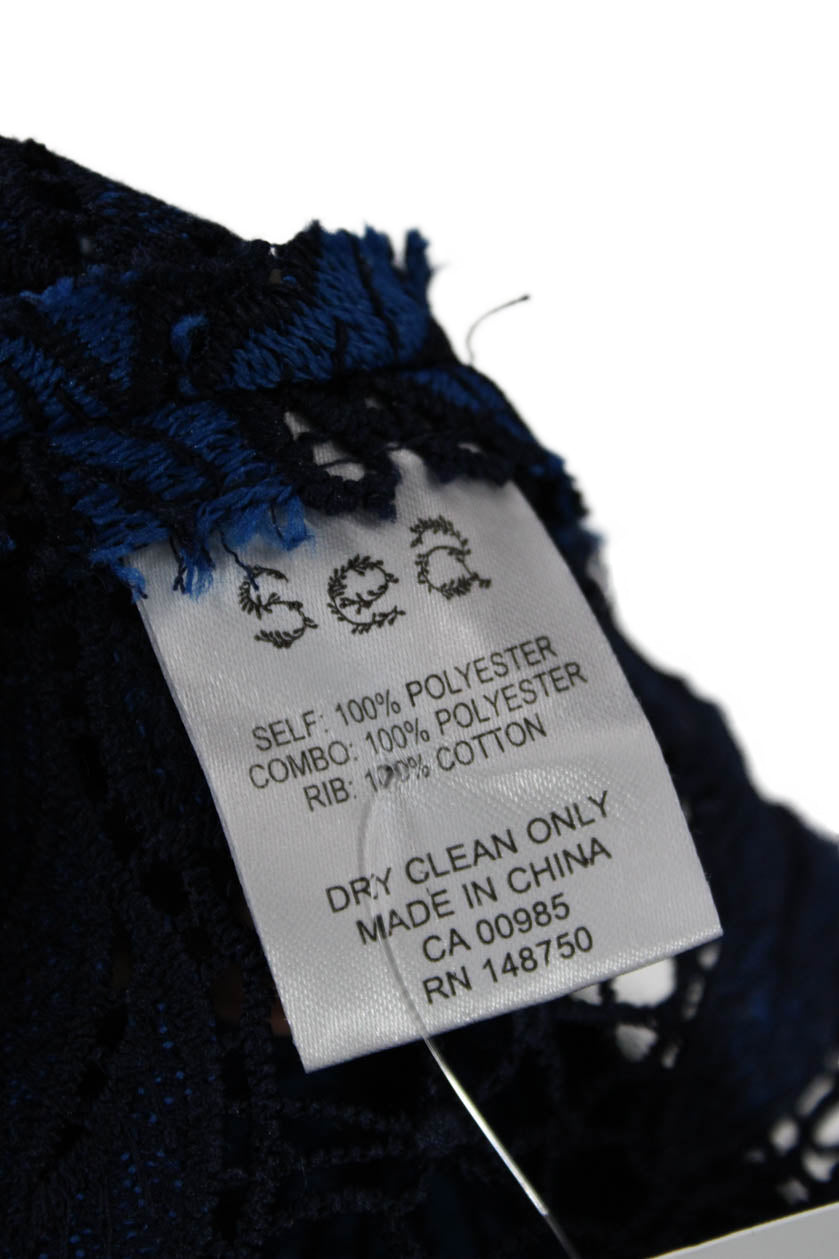 sea
SELF: 100% POLYESTER
COMBO: 100% POLYESTER
RIB: 100% COTTON
DRY CLEAN ONLY
MADE IN CHINA
CA 00985
RN 148750